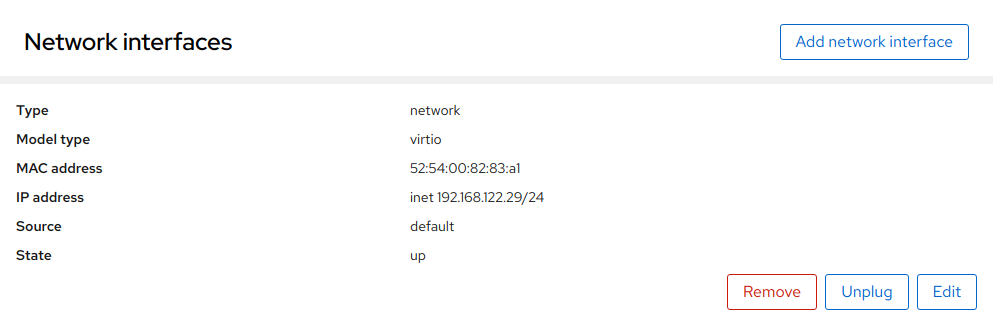 Network interfaces
Add network interface
Type network
Model type virtio
MAC address 52:54:00:82:83:a1
IP address inet 192.168.122.29/24
Source default
State up
Remove Unplug Edit